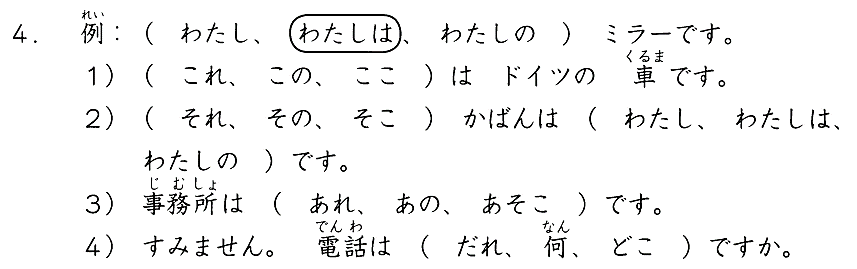 4. 例：（ わたし、 わたしは、 わたしの ） ミラーです。
1）（ これ、 この、 ここ ）は ドイツの 車です。
2）（ それ、 その、 そこ ） かばんは （ わたし、 わたしは、
わたしの ）です。
3） 事務所は （ あれ、 あの、 あそこ ）です。
4） すみません。 電話は （ だれ、 何、 どこ ）ですか。